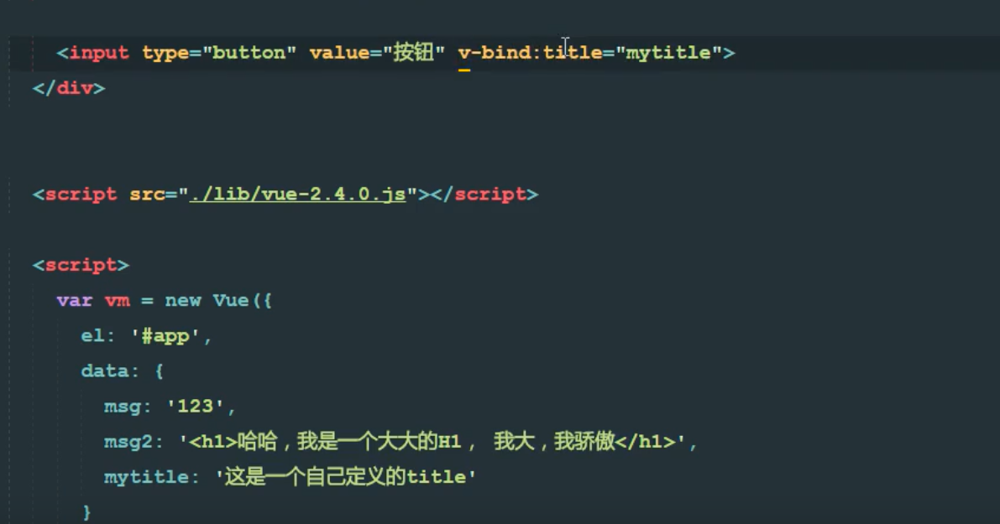 <input type="button" value="按钮" v-bind:title="mytitle">
</div>
<script src="./lib/vue-2.4.0.js"></script>
<script>
var vm = new Vue({
el: '#app',
data: {
msg: '123',
msg2: '<h1>哈哈，我是一个大大的H1， 我大，我骄傲</h1>',
mytitle: '这是一个自己定义的title'
}